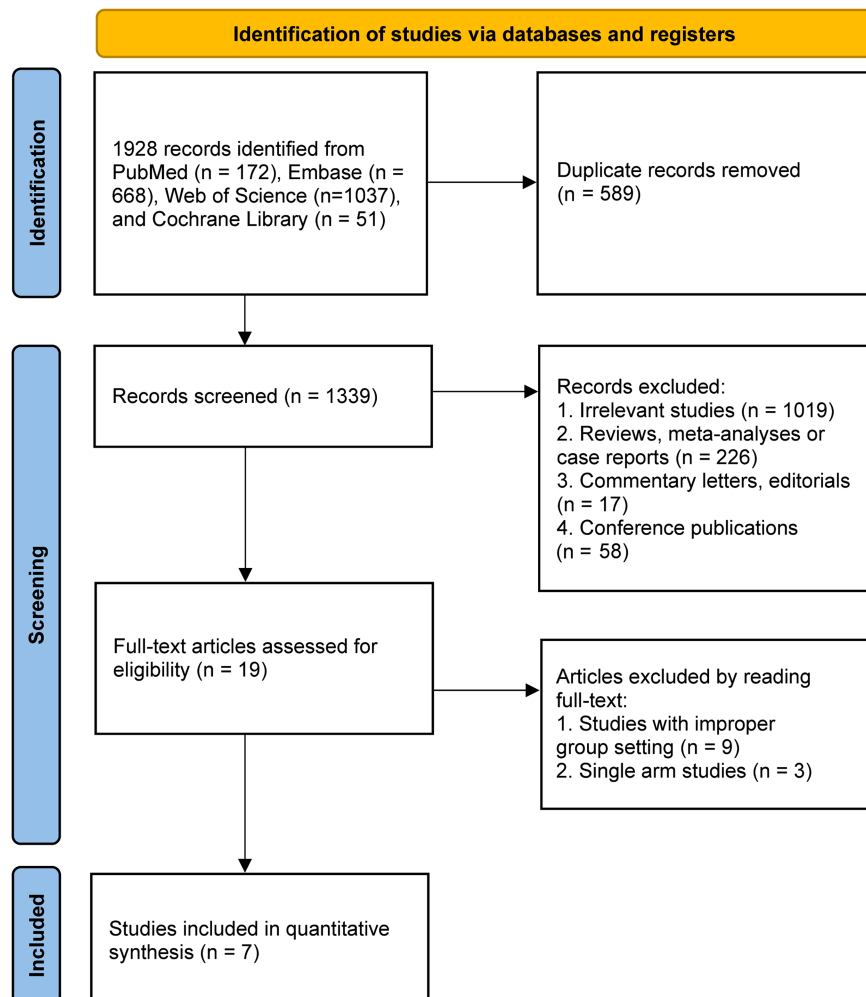 Identification of studies via databases and registers
Identification
1928 records identified from
PubMed (n = 172), Embase (n =
668), Web of Science (n=1037),
and Cochrane Library (n = 51)
Duplicate records removed
(n = 589)
Screening
Records screened (n = 1339)
Records excluded:
1. Irrelevant studies (n = 1019)
2. Reviews, meta-analyses or
case reports (n = 226)
3. Commentary letters, editorials
(n = 17)
4. Conference publications
(n = 58)
Full-text articles assessed for
eligibility (n = 19)
Articles excluded by reading
full-text:
1. Studies with improper
group setting (n = 9)
2. Single arm studies (n = 3)
Included
Studies included in quantitative
synthesis (n = 7)